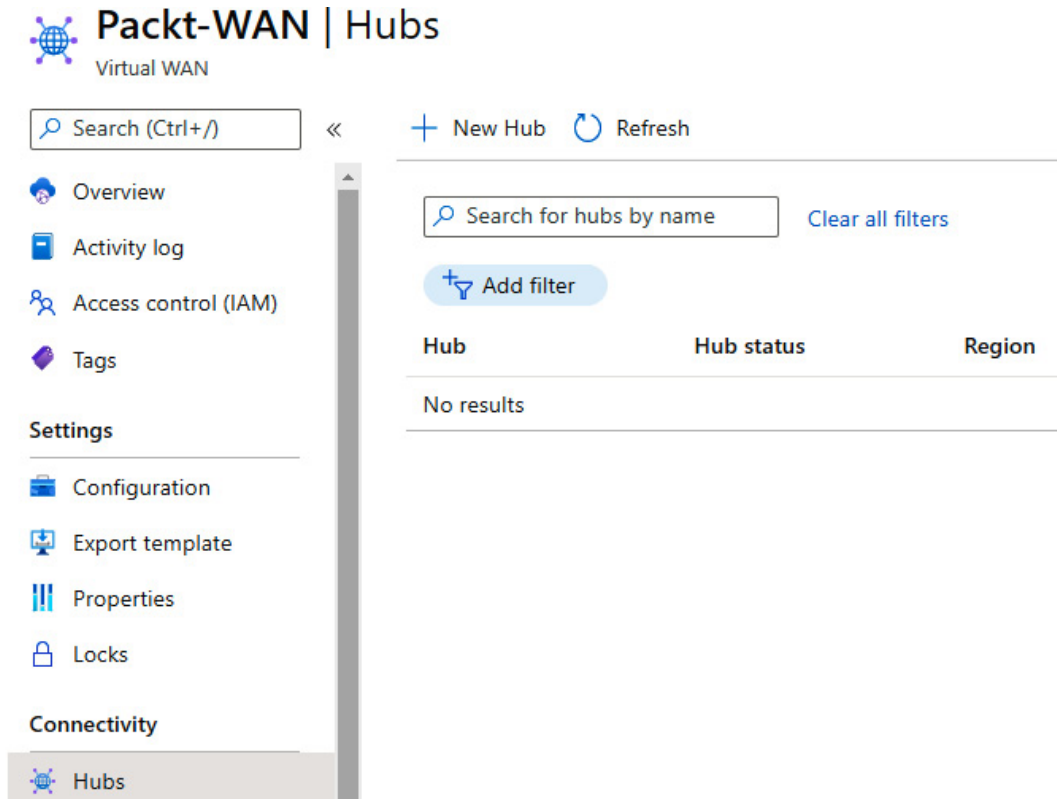 Packt-WAN | Hubs
Virtual WAN
Search (Ctrl+/)
«
Overview
Activity log
Access control (IAM)
Tags
Settings
Configuration
Export template
Properties
Locks
Connectivity
Hubs
New Hub Refresh
Search for hubs by name Clear all filters
Add filter
Hub Hub status Region
No results